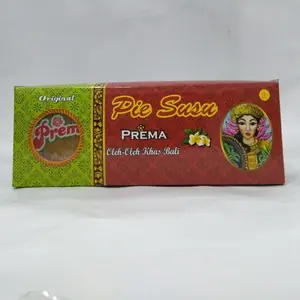 Original
Prem
Pie Susu
PREMA
Oleh-Oleh Khas Bali